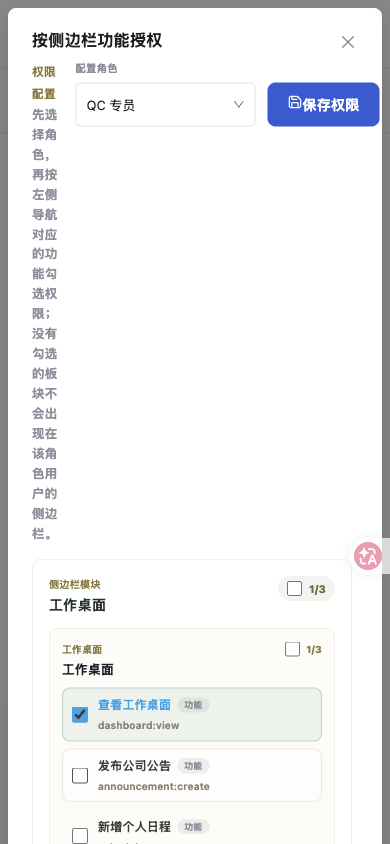 按侧边栏功能授权
权限
配置
先选
择角
色，
再按
左侧
导航
对应
的功
能勾
选权
限；
没有
勾选
的板
块不
会出
现在
该角
色用
户的
侧边
栏。
配置角色
QC 专员
保存权限
侧边栏模块
1/3
工作桌面
工作桌面
1/3
工作桌面
查看工作桌面 功能
dashboard:view
发布公司公告 功能
announcement:create
新增个人日程 功能